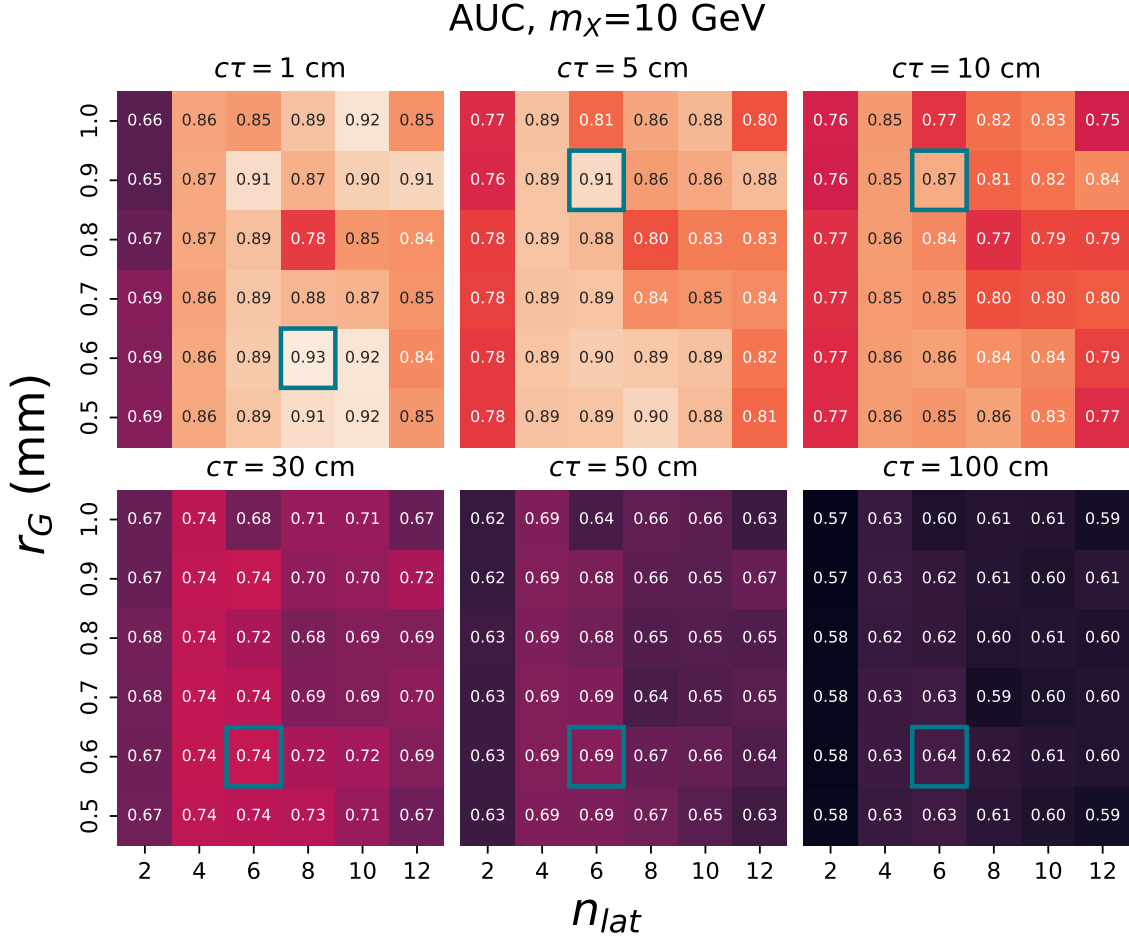 AUC, m_X=10 GeV
cτ = 1 cm cτ = 5 cm cτ = 10 cm
1.0 0.66 0.86 0.85 0.89 0.92 0.85 0.77 0.89 0.81 0.86 0.88 0.80 0.76 0.85 0.77 0.82 0.83 0.75
0.9 0.65 0.87 0.91 0.87 0.90 0.91 0.76 0.89 0.91 0.86 0.86 0.88 0.76 0.85 0.87 0.81 0.82 0.84
0.8 0.67 0.87 0.89 0.78 0.85 0.84 0.78 0.89 0.88 0.80 0.83 0.83 0.77 0.86 0.84 0.77 0.79 0.79
0.7 0.69 0.86 0.89 0.88 0.87 0.85 0.78 0.89 0.89 0.84 0.85 0.84 0.77 0.85 0.85 0.80 0.80 0.80
0.6 0.69 0.86 0.89 0.93 0.92 0.84 0.78 0.89 0.90 0.89 0.89 0.82 0.77 0.86 0.86 0.84 0.84 0.79
0.5 0.69 0.86 0.89 0.91 0.92 0.85 0.78 0.89 0.89 0.90 0.88 0.81 0.77 0.86 0.85 0.86 0.83 0.77
r_G (mm)
cτ = 30 cm cτ = 50 cm cτ = 100 cm
1.0 0.67 0.74 0.68 0.71 0.71 0.67 0.62 0.69 0.64 0.66 0.66 0.63 0.57 0.63 0.60 0.61 0.61 0.59
0.9 0.67 0.74 0.74 0.70 0.70 0.72 0.62 0.69 0.68 0.66 0.65 0.67 0.57 0.63 0.62 0.61 0.60 0.61
0.8 0.68 0.74 0.72 0.68 0.69 0.69 0.63 0.69 0.68 0.65 0.65 0.65 0.58 0.62 0.62 0.60 0.61 0.60
0.7 0.68 0.74 0.74 0.69 0.69 0.70 0.63 0.69 0.69 0.64 0.65 0.65 0.58 0.63 0.63 0.59 0.60 0.60
0.6 0.67 0.74 0.74 0.72 0.72 0.69 0.63 0.69 0.69 0.67 0.66 0.64 0.58 0.63 0.64 0.62 0.61 0.60
0.5 0.67 0.74 0.74 0.73 0.71 0.67 0.63 0.69 0.69 0.67 0.65 0.63 0.58 0.63 0.63 0.61 0.60 0.59
2 4 6 8 10 12 2 4 6 8 10 12 2 4 6 8 10 12
n_lat